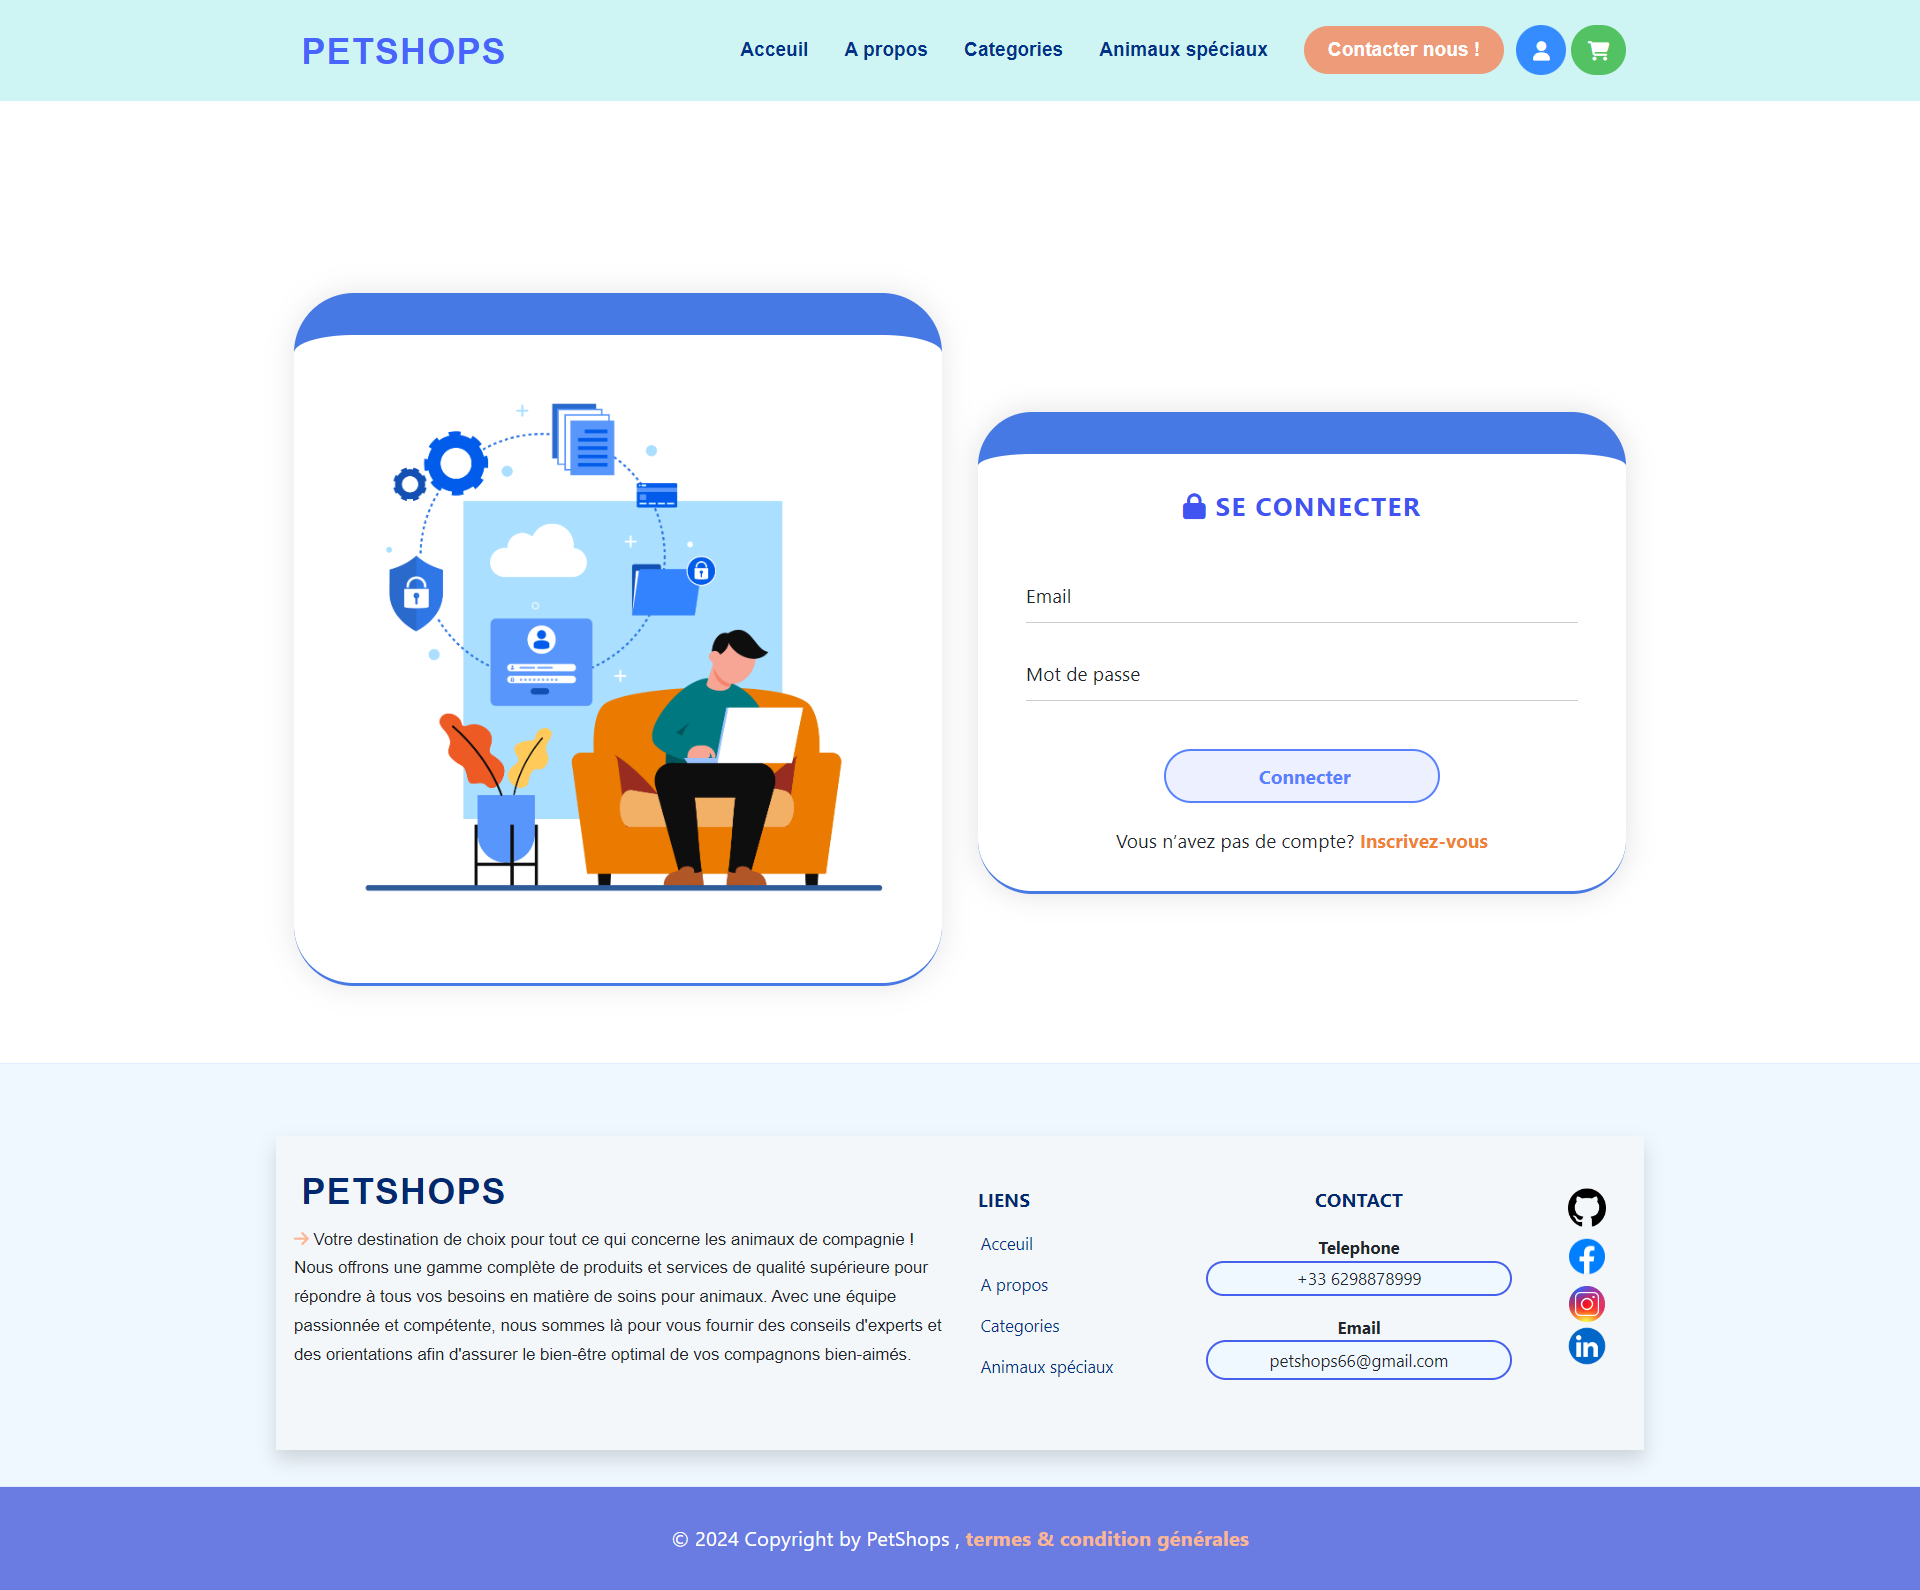 PETSHOPS
Acceuil
A propos
Categories
Animaux spéciaux
Contacter nous !
SE CONNECTER
Email
Mot de passe
Connecter
Vous n’avez pas de compte? Inscrivez-vous
PETSHOPS
Votre destination de choix pour tout ce qui concerne les animaux de compagnie !
Nous offrons une gamme complète de produits et services de qualité supérieure pour
répondre à tous vos besoins en matière de soins pour animaux. Avec une équipe
passionnée et compétente, nous sommes là pour vous fournir des conseils d'experts et
des orientations afin d'assurer le bien-être optimal de vos compagnons bien-aimés.
LIENS
Acceuil
A propos
Categories
Animaux spéciaux
CONTACT
Telephone
+33 6298878999
Email
petshops66@gmail.com
© 2024 Copyright by PetShops , termes & condition générales